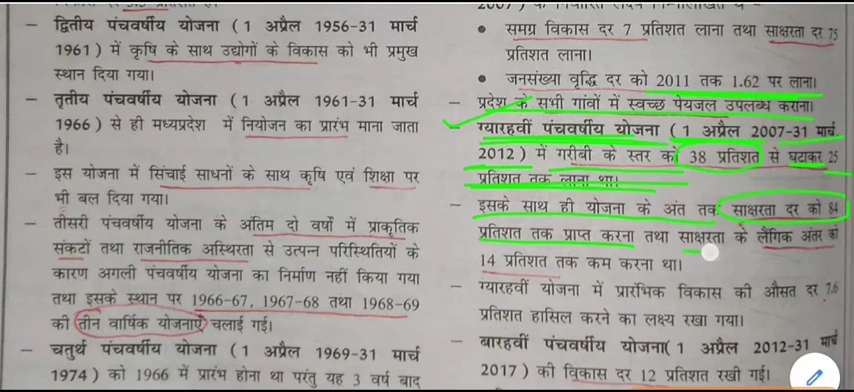 – द्वितीय पंचवर्षीय योजना (1 अप्रैल 1956-31 मार्च
1961) में कृषि के साथ उद्योगों के विकास को भी प्रमुख
स्थान दिया गया।
– तृतीय पंचवर्षीय योजना (1 अप्रैल 1961-31 मार्च
1966) से ही मध्यप्रदेश में नियोजन का प्रारंभ माना जाता
है।
– इस योजना में सिंचाई साधनों के साथ कृषि एवं शिक्षा पर
भी बल दिया गया।
– तीसरी पंचवर्षीय योजना के अंतिम दो वर्षो में प्राकृतिक
संकटों तथा राजनीतिक अस्थिरता से उत्पन्न परिस्थितियों के
कारण अगली पंचवर्षीय योजना का निर्माण नहीं किया गया
तथा इसके स्थान पर 1966-67, 1967-68 तथा 1968-69
की तीन वार्षिक योजनाएँ चलाई गई।
– चतुर्थ पंचवर्षीय योजना (1 अप्रैल 1969-31 मार्च
1974) को 1966 में प्रारंभ होना था परंतु यह 3 वर्ष बाद
2007) के निर्धारित लक्ष्य निम्नलिखित थे –
• समग्र विकास दर 7 प्रतिशत लाना तथा साक्षरता दर 75
प्रतिशत लाना।
• जनसंख्या वृद्धि दर को 2011 तक 1.62 पर लाना।
– प्रदेश के सभी गांवों में स्वच्छ पेयजल उपलब्ध कराना।
– ग्यारहवीं पंचवर्षीय योजना (1 अप्रैल 2007-31 मार्च
2012) में गरीबी के स्तर को 38 प्रतिशत से घटाकर 25
प्रतिशत तक लाना था।
– इसके साथ ही योजना के अंत तक साक्षरता दर को 84
प्रतिशत तक प्राप्त करना तथा साक्षरता के लैंगिक अंतर को
14 प्रतिशत तक कम करना था।
– ग्यारहवीं योजना में प्रारंभिक विकास की औसत दर 7.6
प्रतिशत हासिल करने का लक्ष्य रखा गया।
– बारहवीं पंचवर्षीय योजना(1 अप्रैल 2012-31 मार्च
2017) की विकास दर 12 प्रतिशत रखी गई।